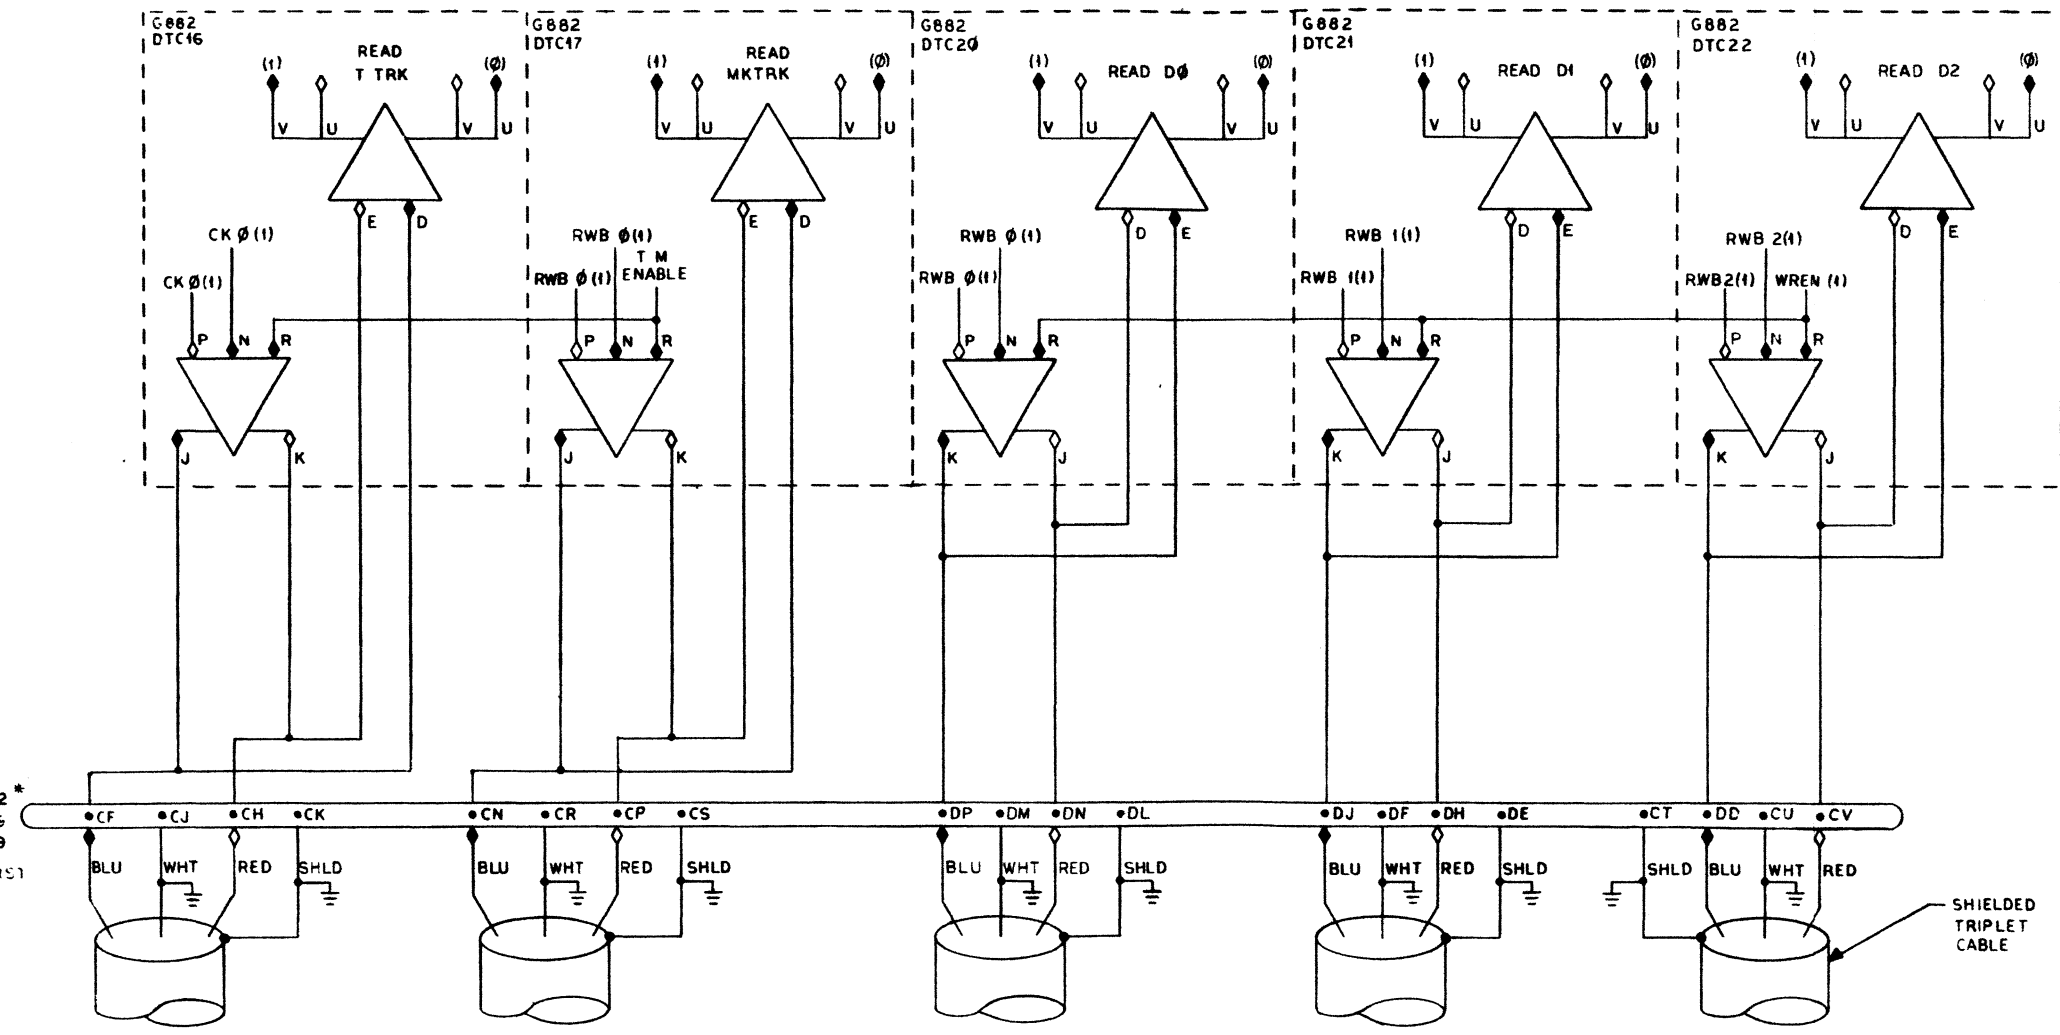 G882
DTC16
READ
T TRK
(1)
(Ø)
V
U
V
U
E
D
CK Ø(1)
CK Ø(1)
P
N
R
J
K
G882
DTC17
READ
MKTRK
(1)
(Ø)
V
U
V
U
E
D
RWB Ø(1)
T M
ENABLE
RWB Ø(1)
P
N
R
J
K
G882
DTC2Ø
READ DØ
(1)
(Ø)
V
U
V
U
D
E
RWB Ø(1)
RWB Ø(1)
P
N
R
K
J
G882
DTC21
READ D1
(1)
(Ø)
V
U
V
U
D
E
RWB 1(1)
RWB 1(1)
P
N
R
K
J
G882
DTC22
READ D2
(1)
(Ø)
V
U
V
U
D
E
RWB 2(1)
RWB2(1)
WREN (1)
P
N
R
K
J
2 *
CF CJ CH CK CN CR CP CS DP DM DN DL DJ DF DH DE CT DD CU CV
BLU WHT RED SHLD BLU WHT RED SHLD BLU WHT RED SHLD BLU WHT RED SHLD SHLD BLU WHT RED
SHIELDED
TRIPLET
CABLE